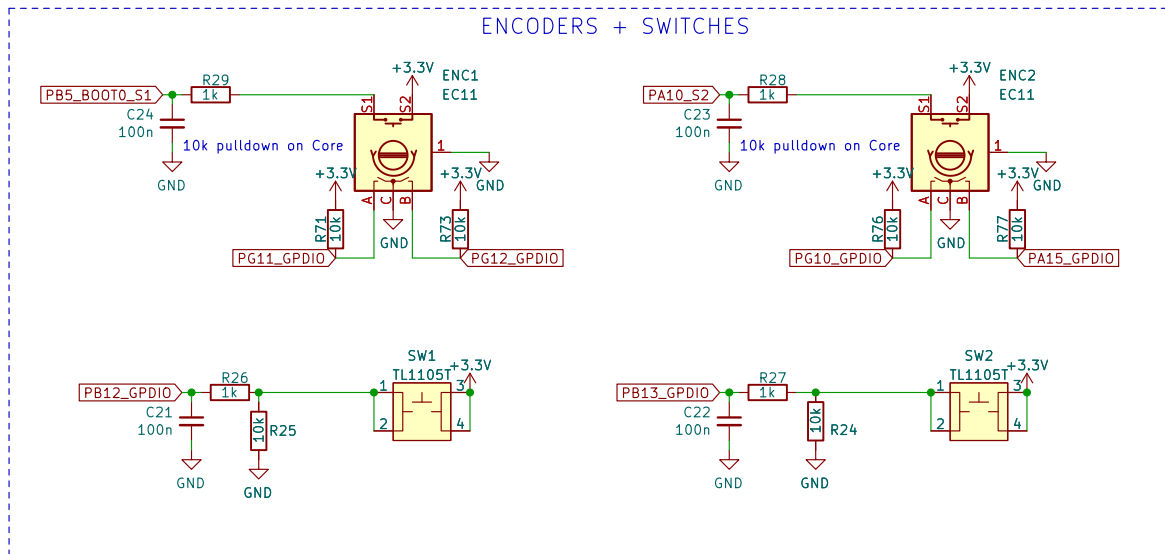 ENCODERS + SWITCHES
PB5_BOOT0_S1
R29
1k
C24
100n
GND
10k pulldown on Core
S1
S2
+3.3V
ENC1
EC11
1
GND
A
C
B
GND
+3.3V
R71
10k
+3.3V
R73
10k
PG11_GPDIO
PG12_GPDIO
PA10_S2
R28
1k
C23
100n
GND
10k pulldown on Core
S1
S2
+3.3V
ENC2
EC11
1
GND
A
C
B
GND
+3.3V
R76
10k
+3.3V
R77
10k
PG10_GPDIO
PA15_GPDIO
PB12_GPDIO
R26
1k
C21
100n
GND
10k
R25
GND
SW1
TL1105T
+3.3V
1
2
3
4
PB13_GPDIO
R27
1k
C22
100n
GND
10k
R24
GND
SW2
TL1105T
+3.3V
1
2
3
4